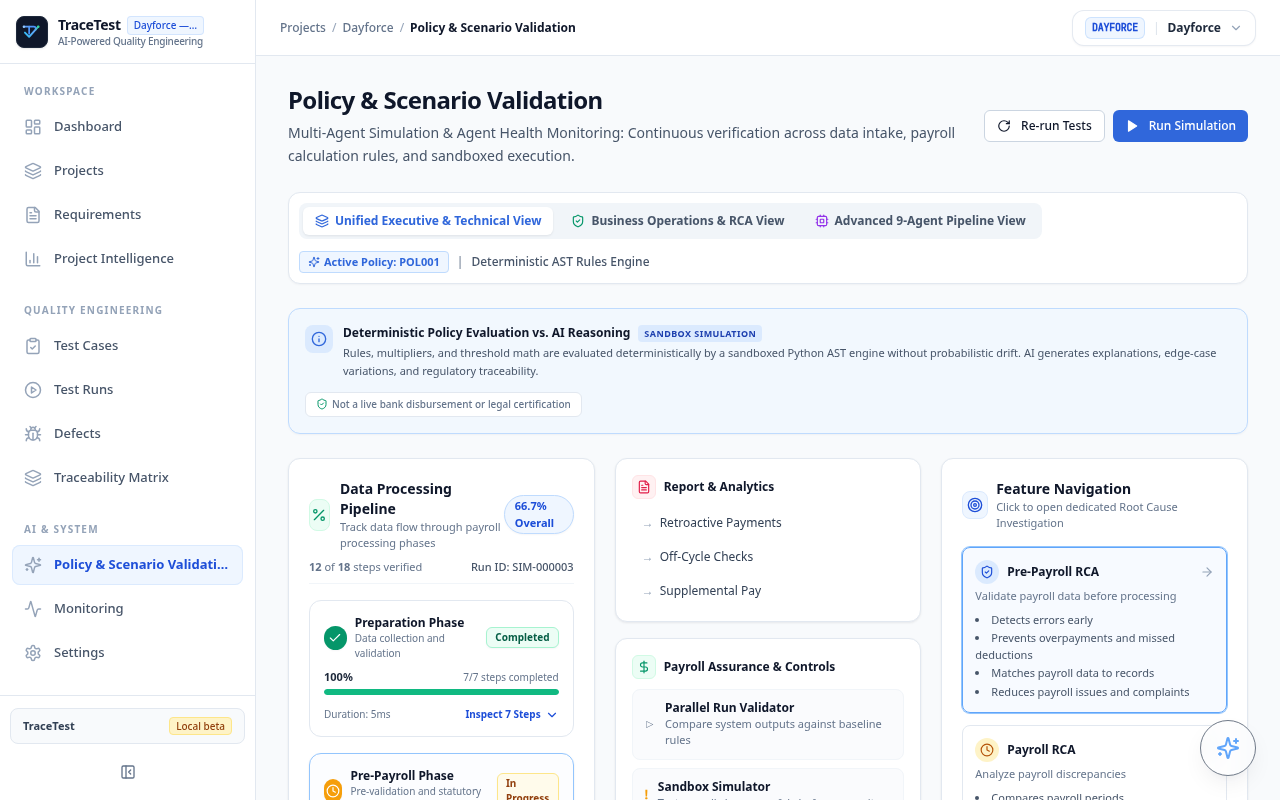 TraceTest
Dayforce —...
AI-Powered Quality Engineering
WORKSPACE
Dashboard
Projects
Requirements
Project Intelligence
QUALITY ENGINEERING
Test Cases
Test Runs
Defects
Traceability Matrix
AI & SYSTEM
Policy & Scenario Validati...
Monitoring
Settings
TraceTest
Local beta
Projects / Dayforce / Policy & Scenario Validation
DAYFORCE
Dayforce
Policy & Scenario Validation
Multi-Agent Simulation & Agent Health Monitoring: Continuous verification across data intake, payroll
calculation rules, and sandboxed execution.
Re-run Tests
Run Simulation
Unified Executive & Technical View
Business Operations & RCA View
Advanced 9-Agent Pipeline View
Active Policy: POL001 | Deterministic AST Rules Engine
Deterministic Policy Evaluation vs. AI Reasoning
SANDBOX SIMULATION
Rules, multipliers, and threshold math are evaluated deterministically by a sandboxed Python AST engine without probabilistic drift. AI generates explanations, edge-case
variations, and regulatory traceability.
Not a live bank disbursement or legal certification
Data Processing
Pipeline
Track data flow through payroll
processing phases
66.7%
Overall
12 of 18 steps verified
Run ID: SIM-000003
Preparation Phase
Data collection and
validation
Completed
100%
7/7 steps completed
Duration: 5ms
Inspect 7 Steps
Pre-Payroll Phase
Pre-validation and statutory
In
Progress
Report & Analytics
→ Retroactive Payments
→ Off-Cycle Checks
→ Supplemental Pay
Payroll Assurance & Controls
Parallel Run Validator
Compare system outputs against baseline
rules
Sandbox Simulator
Feature Navigation
Click to open dedicated Root Cause
Investigation
Pre-Payroll RCA
Validate payroll data before processing
• Detects errors early
• Prevents overpayments and missed
deductions
• Matches payroll data to records
• Reduces payroll issues and complaints
Payroll RCA
Analyze payroll discrepancies
• Compares payroll periods